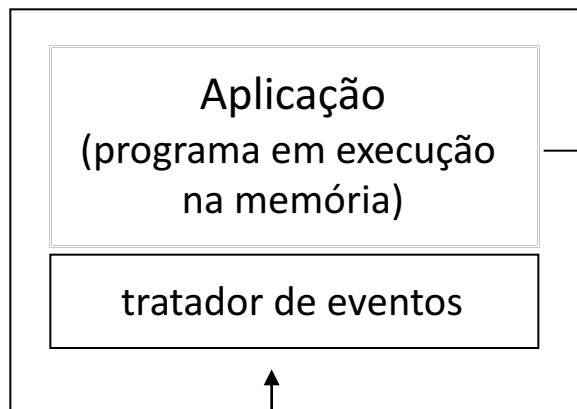 Aplicação
(programa em execução
na memória)
tratador de eventos